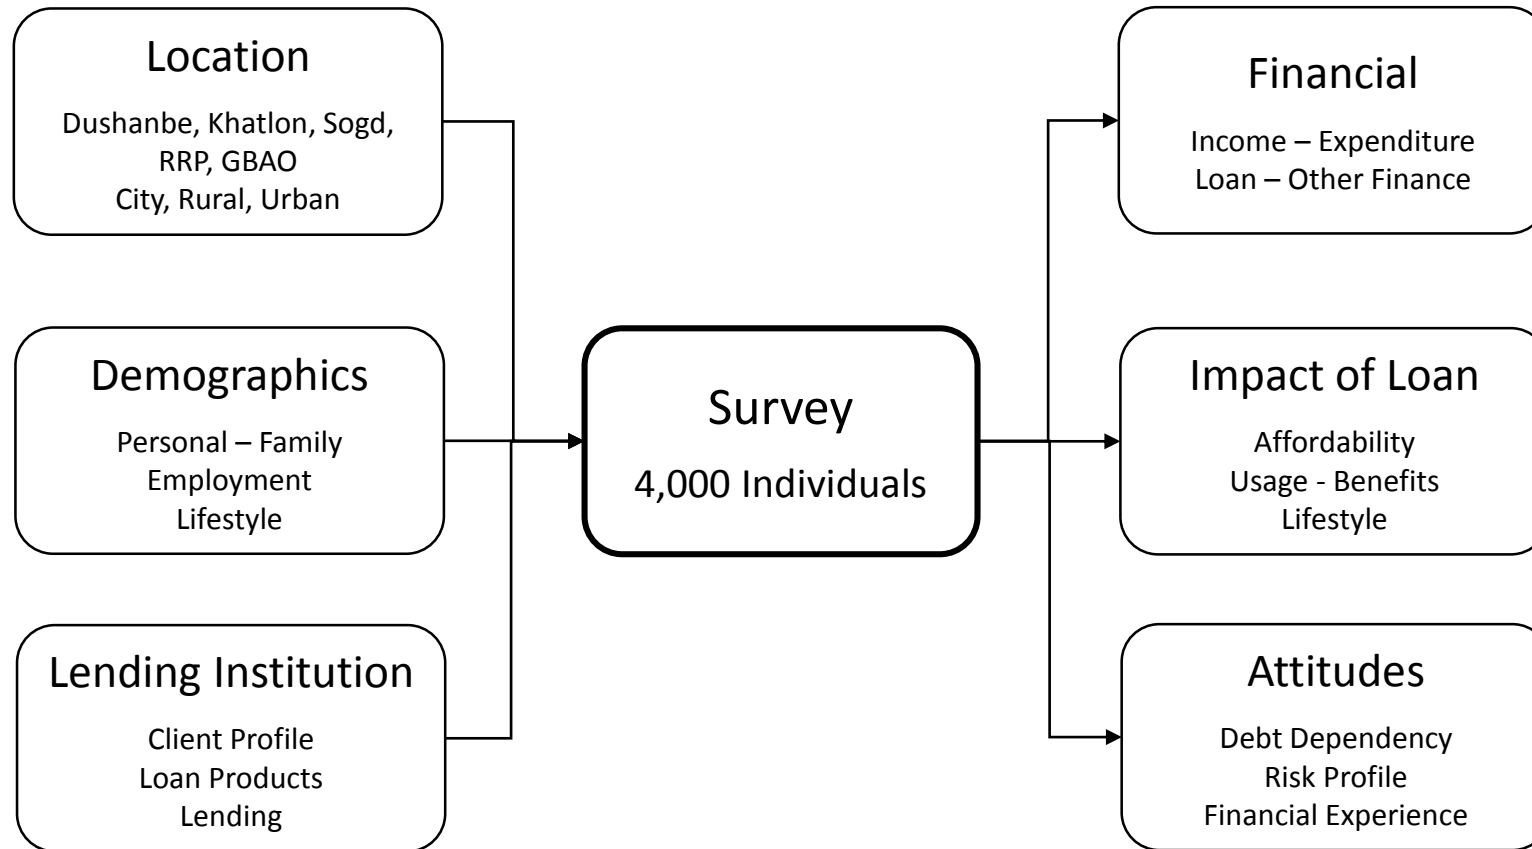 Location
Dushanbe, Khatlon, Sogd,
RRP, GBAO
City, Rural, Urban
Demographics
Personal – Family
Employment
Lifestyle
Lending Institution
Client Profile
Loan Products
Lending
Survey
4,000 Individuals
Financial
Income – Expenditure
Loan – Other Finance
Impact of Loan
Affordability
Usage - Benefits
Lifestyle
Attitudes
Debt Dependency
Risk Profile
Financial Experience